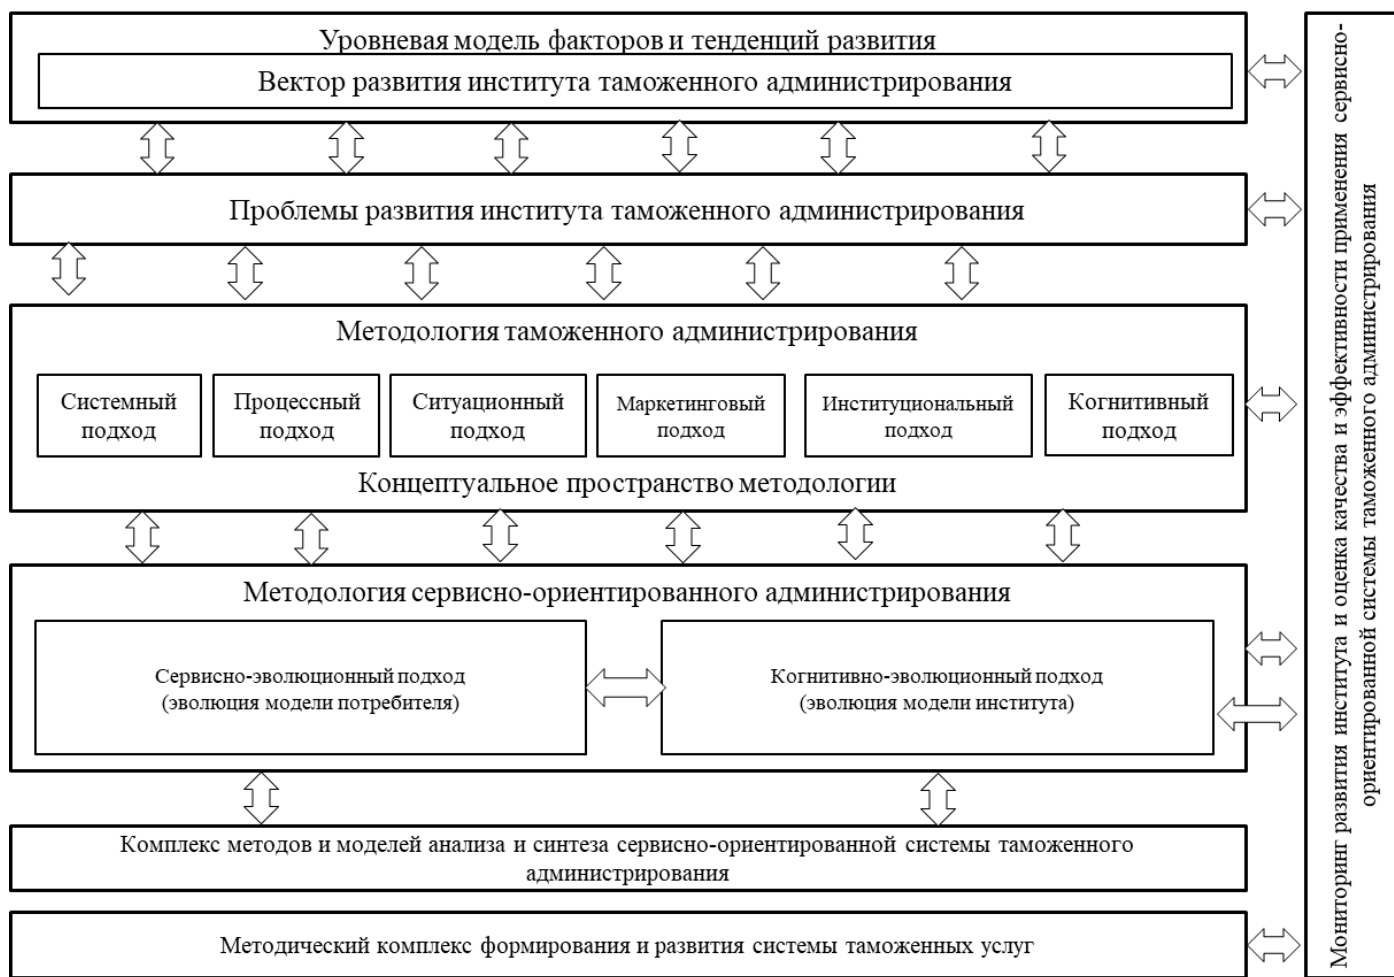 Уровневая модель факторов и тенденций развития
Вектор развития института таможенного администрирования
Проблемы развития института таможенного администрирования
Методология таможенного администрирования
Системный
подход
Процессный
подход
Ситуационный
подход
Маркетинговый
подход
Институциональный
подход
Когнитивный
подход
Концептуальное пространство методологии
Методология сервисно-ориентированного администрирования
Сервисно-эволюционный подход
(эволюция модели потребителя)
Когнитивно-эволюционный подход
(эволюция модели института)
Комплекс методов и моделей анализа и синтеза сервисно-ориентированной системы таможенного
администрирования
Методический комплекс формирования и развития системы таможенных услуг
Мониторинг развития института и оценка качества и эффективности применения сервисно-
ориентированной системы таможенного администрирования